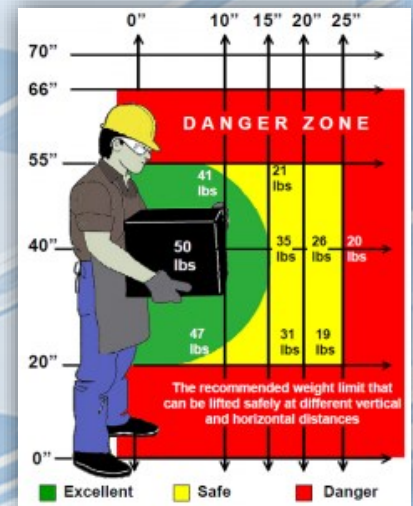 0” 10” 15” 20” 25”
70”
66”
DANGER ZONE
55”
41
lbs
21
lbs
40”
50
lbs
35
lbs
26
lbs
20
lbs
47
lbs
31
lbs
19
lbs
20”
The recommended weight limit that
can be lifted safely at different vertical
and horizontal distances
0”
Excellent Safe Danger